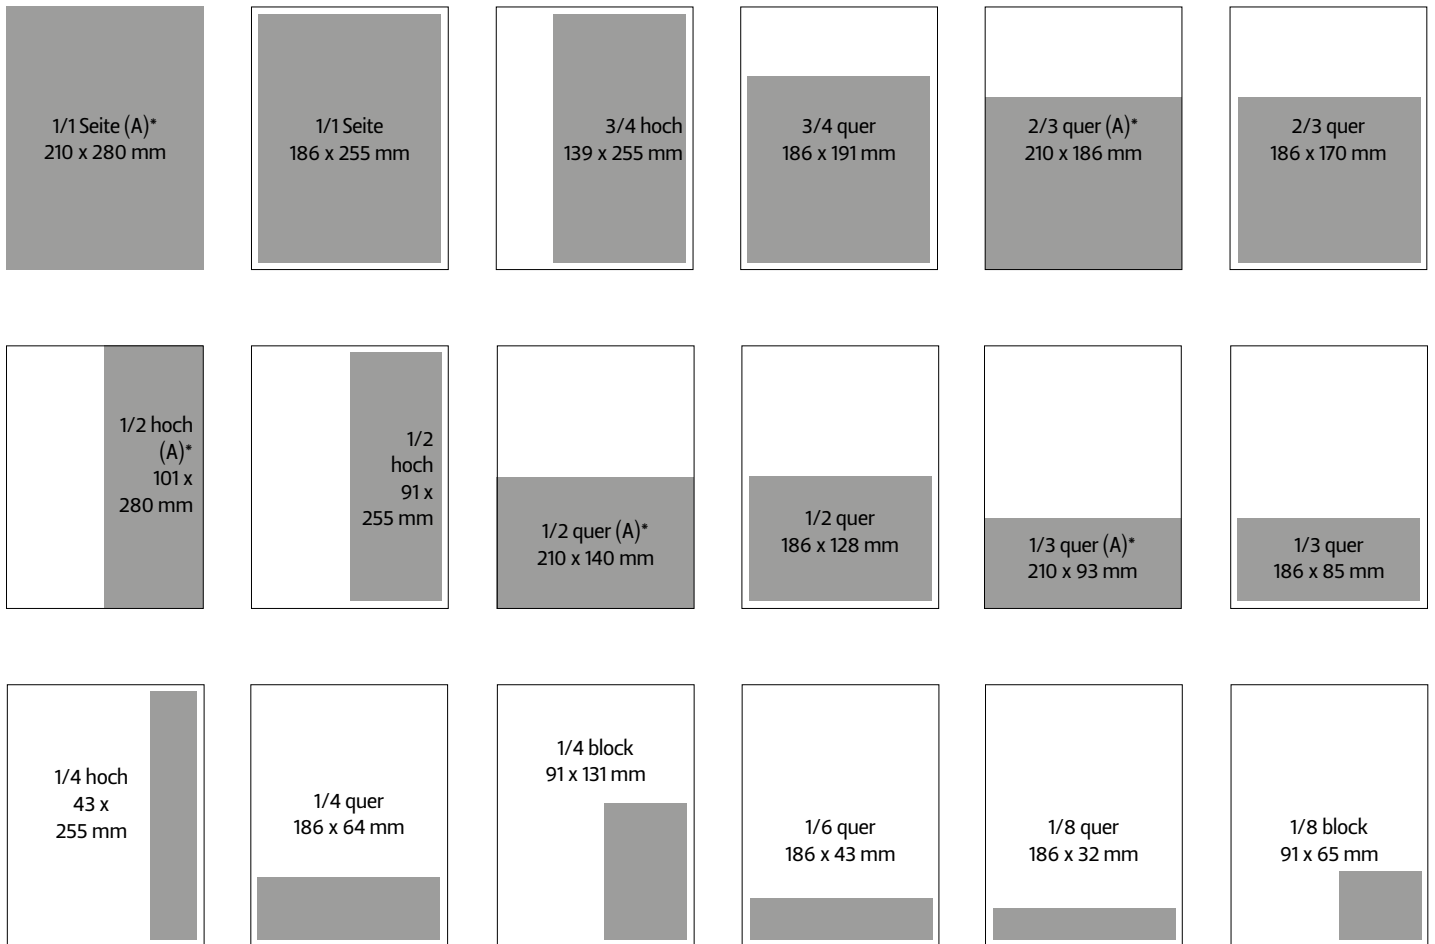 1/1 Seite (A)*
210 x 280 mm
1/1 Seite
186 x 255 mm
3/4 hoch
139 x 255 mm
3/4 quer
186 x 191 mm
2/3 quer (A)*
210 x 186 mm
2/3 quer
186 x 170 mm
1/2 hoch
(A)*
101 x
280 mm
1/2
hoch
91 x
255 mm
1/2 quer (A)*
210 x 140 mm
1/2 quer
186 x 128 mm
1/3 quer (A)*
210 x 93 mm
1/3 quer
186 x 85 mm
1/4 hoch
43 x
255 mm
1/4 quer
186 x 64 mm
1/4 block
91 x 131 mm
1/6 quer
186 x 43 mm
1/8 quer
186 x 32 mm
1/8 block
91 x 65 mm